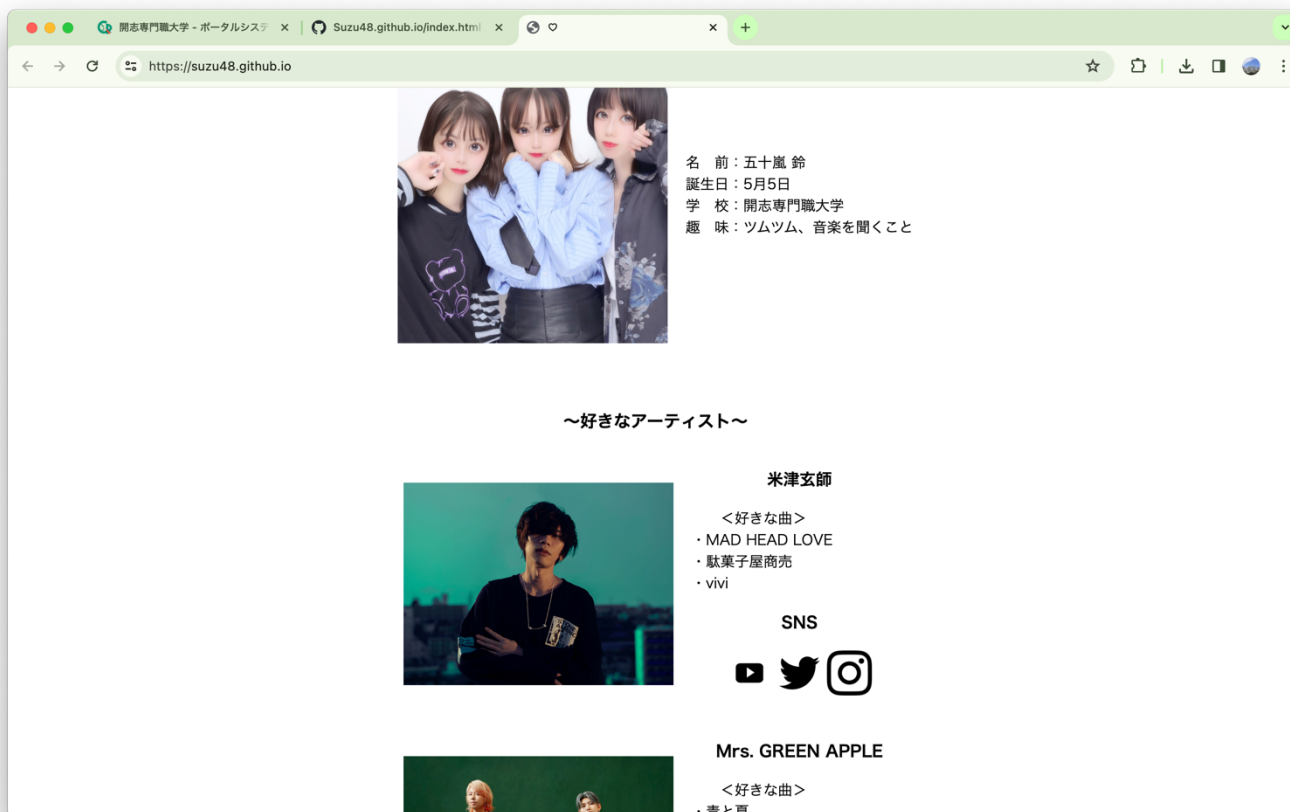 開志専門職大学 - ポータルシステ
Suzu48.github.io/index.html
♡
https://suzu48.github.io
名　前：五十嵐 鈴
誕生日：5月5日
学　校：開志専門職大学
趣　味：ツムツム、音楽を聞くこと
〜好きなアーティスト〜
米津玄師
＜好きな曲＞
・MAD HEAD LOVE
・駄菓子屋商売
・vivi
SNS
Mrs. GREEN APPLE
＜好きな曲＞
・青と夏